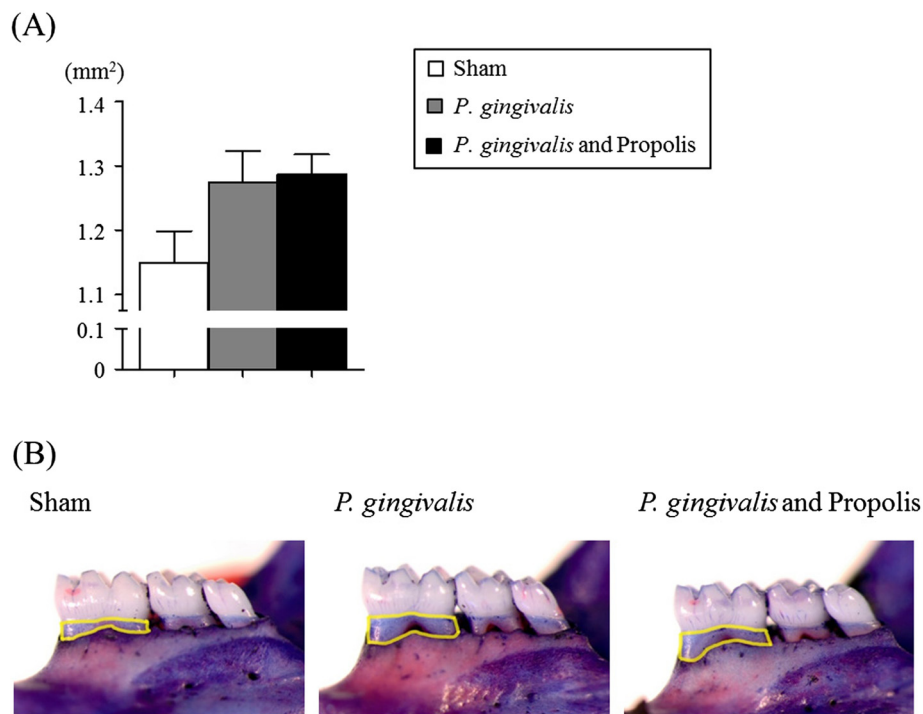 (A)
(mm²)
1.4
1.3
1.2
1.1
0.1
0
Sham
P. gingivalis
P. gingivalis and Propolis
(B)
Sham
P. gingivalis
P. gingivalis and Propolis